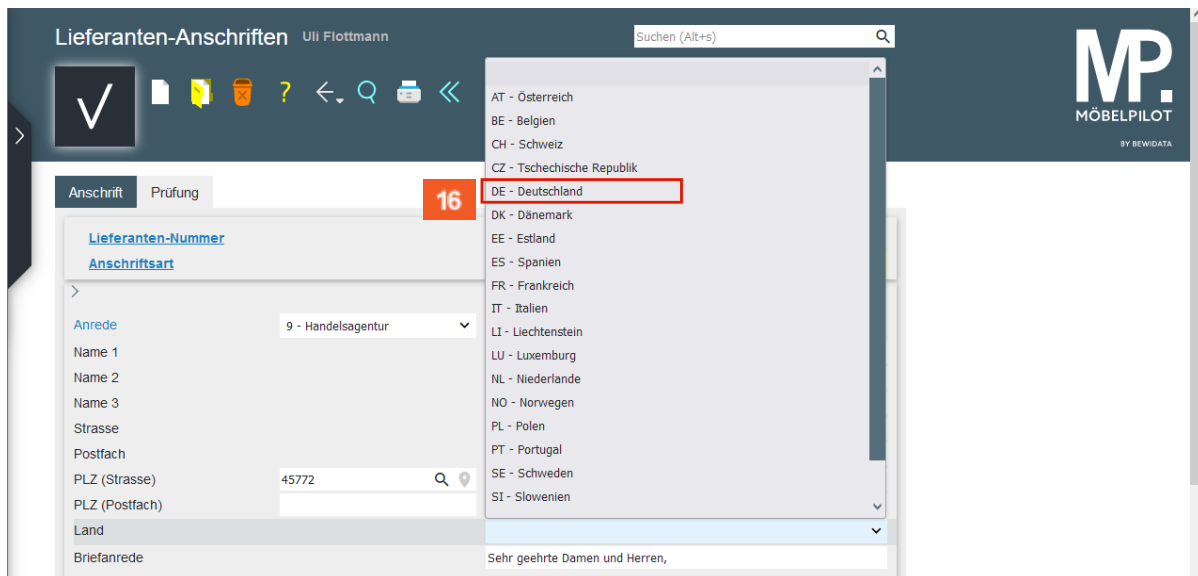 Lieferanten-Anschriften Uli Flottmann
Suchen (Alt+s)
MP.
MÖBELPILOT
BY BEWIDATA
?
Anschrift Prüfung
16
Lieferanten-Nummer
Anschriftsart
AT - Österreich
BE - Belgien
CH - Schweiz
CZ - Tschechische Republik
DE - Deutschland
DK - Dänemark
EE - Estland
ES - Spanien
FR - Frankreich
IT - Italien
LI - Liechtenstein
LU - Luxemburg
NL - Niederlande
NO - Norwegen
PL - Polen
PT - Portugal
SE - Schweden
SI - Slowenien
Anrede 9 - Handelsagentur
Name 1
Name 2
Name 3
Strasse
Postfach
PLZ (Strasse) 45772
PLZ (Postfach)
Land
Briefanrede Sehr geehrte Damen und Herren,